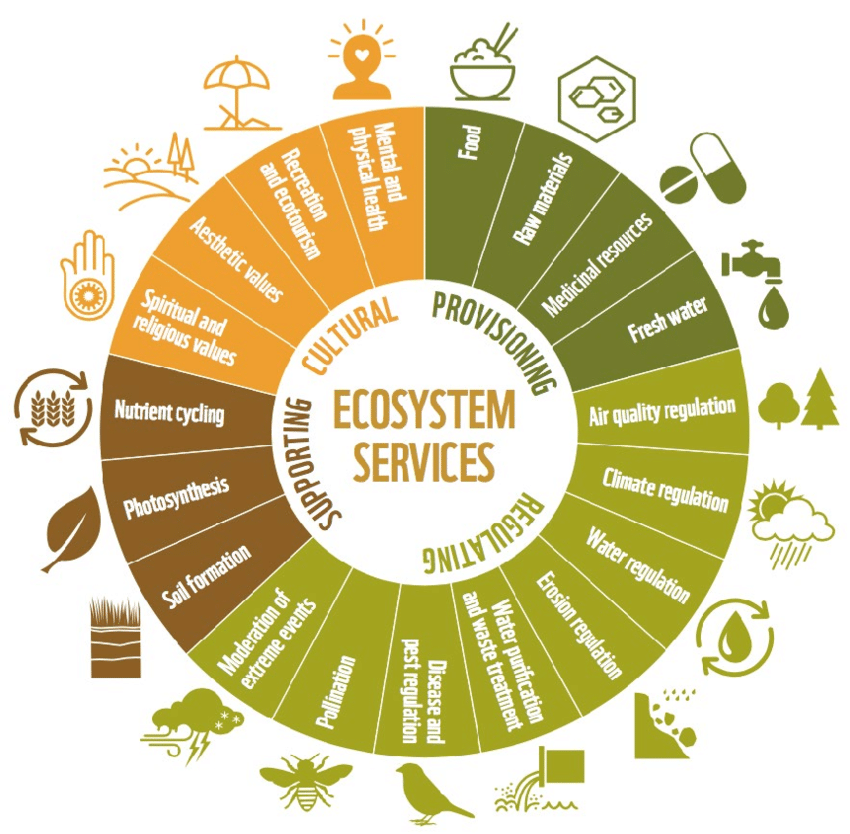 ECOSYSTEM
SERVICES
PROVISIONING
Food
Raw materials
Medicinal resources
Fresh water
REGULATING
Air quality regulation
Climate regulation
Water regulation
Erosion regulation
Water purification
and waste treatment
Disease and
pest regulation
Pollination
Moderation of
extreme events
SUPPORTING
Soil formation
Photosynthesis
Nutrient cycling
CULTURAL
Spiritual and
religious values
Aesthetic values
Recreation
and ecotourism
Mental and
physical health